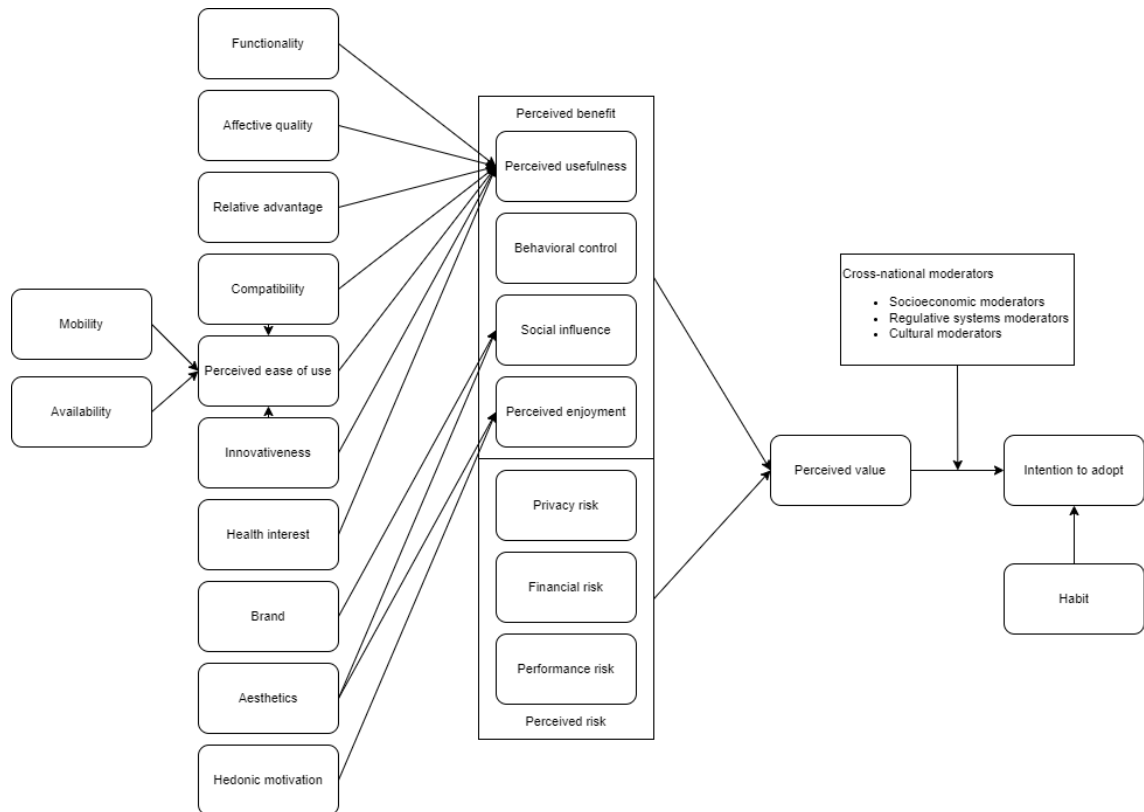 Functionality
Affective quality
Relative advantage
Compatibility
Mobility
Perceived ease of use
Availability
Innovativeness
Health interest
Brand
Aesthetics
Hedonic motivation
Perceived benefit
Perceived usefulness
Behavioral control
Social influence
Perceived enjoyment
Privacy risk
Financial risk
Performance risk
Perceived risk
Perceived value
Cross-national moderators
• Socioeconomic moderators
• Regulative systems moderators
• Cultural moderators
Intention to adopt
Habit